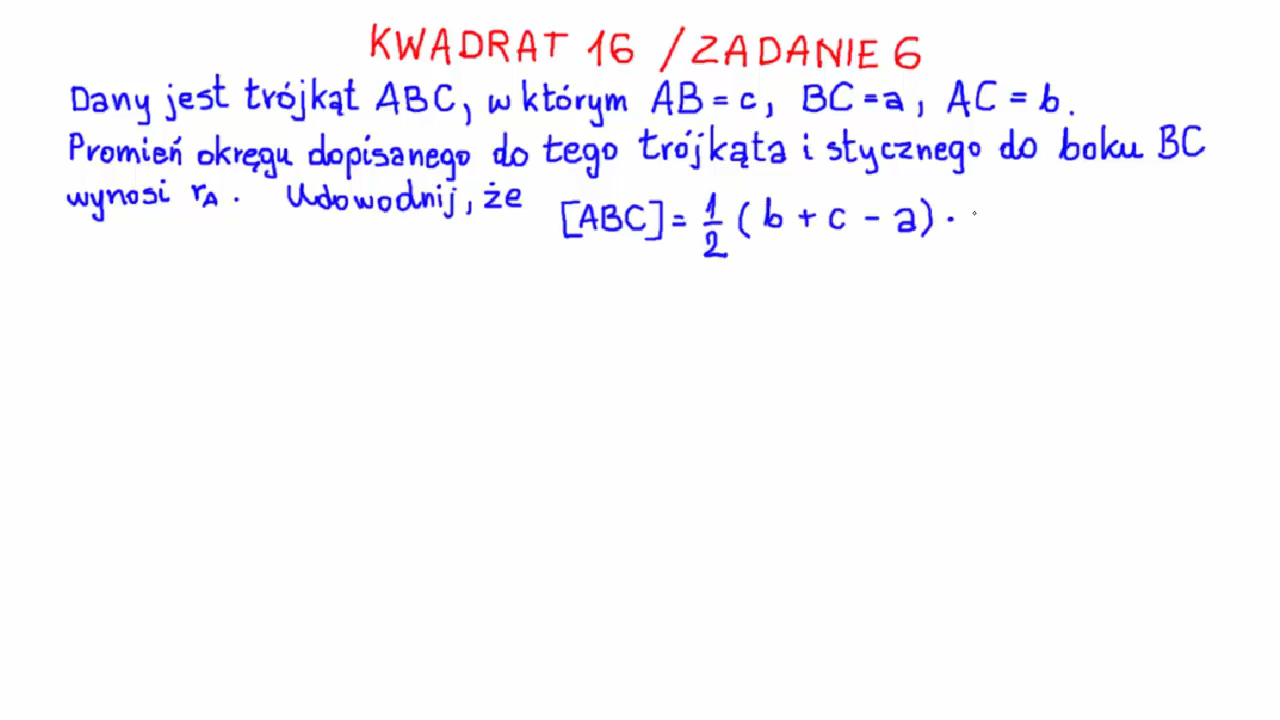 KWADRAT 16 / ZADANIE 6
Dany jest trójkąt ABC, w którym AB = c, BC = a, AC = b.
Promień okręgu dopisanego do tego trójkąta i stycznego do boku BC
wynosi r_A. Udowodnij, że [ABC] = 1/2 (b + c - a) ·